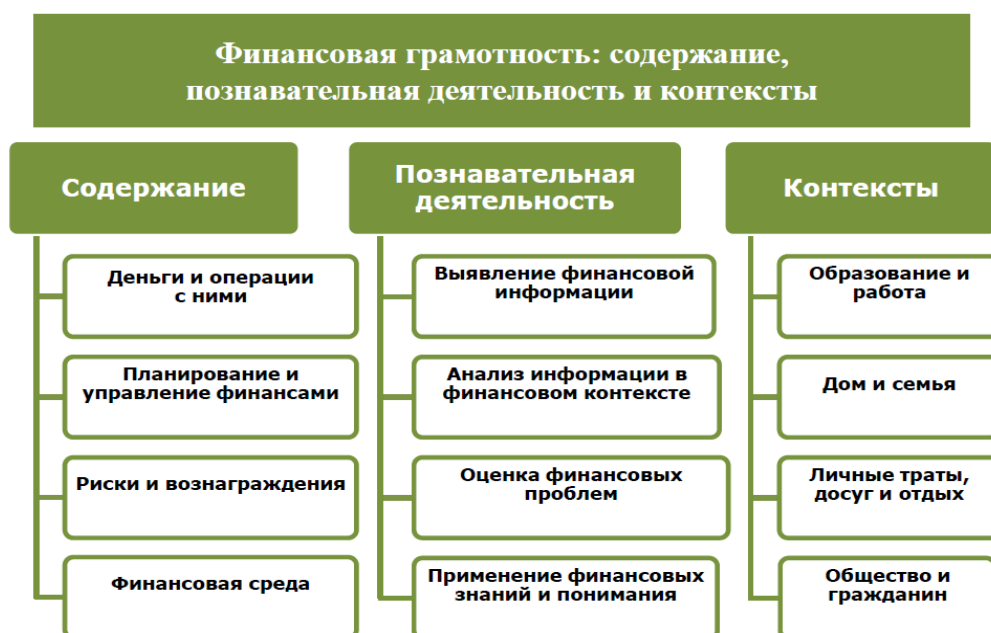 Финансовая грамотность: содержание,
познавательная деятельность и контексты
Содержание
Деньги и операции
с ними
Планирование и
управление финансами
Риски и вознаграждения
Финансовая среда
Познавательная
деятельность
Выявление финансовой
информации
Анализ информации в
финансовом контексте
Оценка финансовых
проблем
Применение финансовых
знаний и понимания
Контексты
Образование и
работа
Дом и семья
Личные траты,
досуг и отдых
Общество и
гражданин